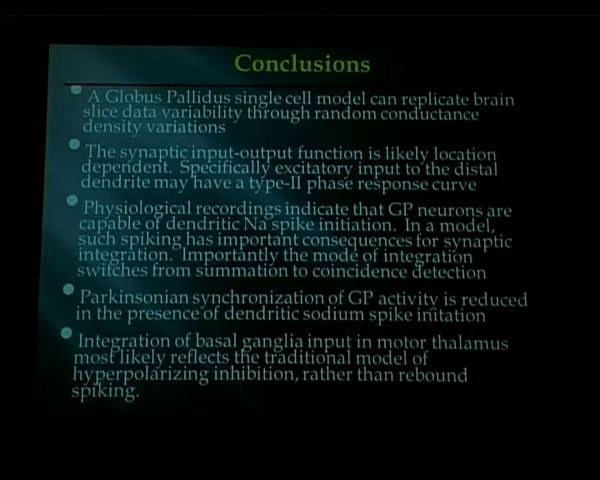 Conclusions
A Globus Pallidus single cell model can replicate brain
slice data variability through random conductance
density variations
The synaptic input-output function is likely location
dependent. Specifically excitatory input to the distal
dendrite may have a type-II phase response curve
Physiological recordings indicate that GP neurons are
capable of dendritic Na spike initiation. In a model,
such spiking has important consequences for synaptic
integration. Importantly the mode of integration
switches from summation to coincidence detection
Parkinsonian synchronization of GP activity is reduced
in the presence of dendritic sodium spike initation
Integration of basal ganglia input in motor thalamus
most likely reflects the traditional model of
hyperpolarizing inhibition, rather than rebound
spiking.